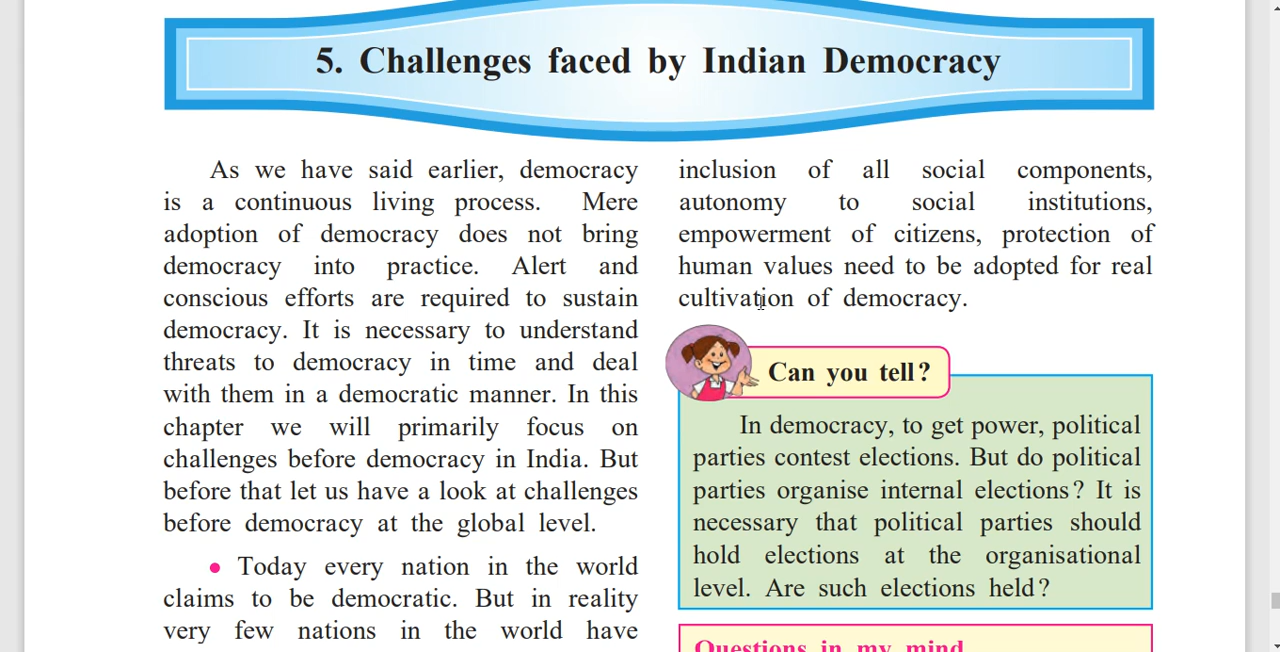 5. Challenges faced by Indian Democracy
As we have said earlier, democracy
is a continuous living process. Mere
adoption of democracy does not bring
democracy into practice. Alert and
conscious efforts are required to sustain
democracy. It is necessary to understand
threats to democracy in time and deal
with them in a democratic manner. In this
chapter we will primarily focus on
challenges before democracy in India. But
before that let us have a look at challenges
before democracy at the global level.
• Today every nation in the world
claims to be democratic. But in reality
very few nations in the world have
inclusion of all social components,
autonomy to social institutions,
empowerment of citizens, protection of
human values need to be adopted for real
cultivation of democracy.
Can you tell?
In democracy, to get power, political
parties contest elections. But do political
parties organise internal elections? It is
necessary that political parties should
hold elections at the organisational
level. Are such elections held?
Questions in my mind